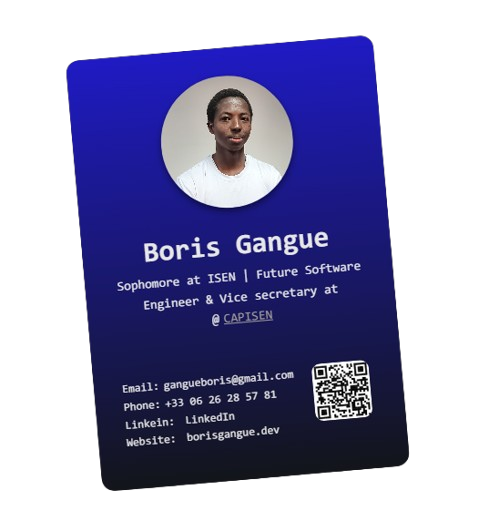 Boris Gangue
Sophomore at ISEN | Future Software
Engineer & Vice secretary at
@ CAPISEN
Email: gangueboris@gmail.com
Phone: +33 06 26 28 57 81
Linkein: LinkedIn
Website: borisgangue.dev